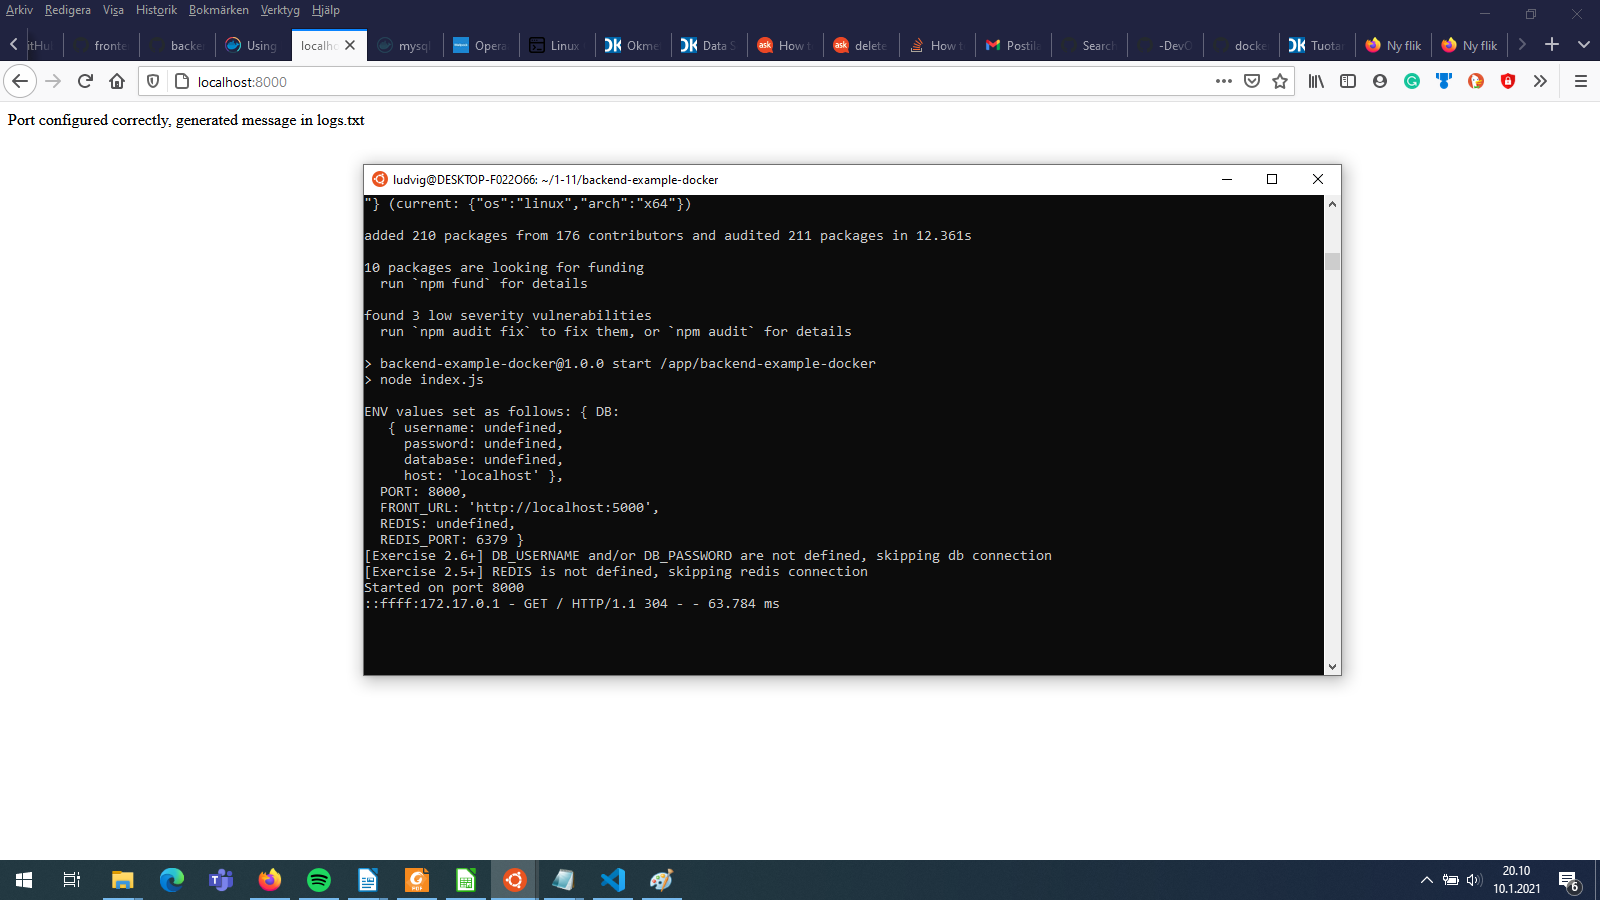 Arkiv Redigera Visa Historik Bokmärken Verktyg Hjälp
itHub fronte backe Using localho mysql Opera Linux Okme Data S How t delete How t Postila Search -DevO docke Tuotan Ny flik Ny flik
localhost:8000
Port configured correctly, generated message in logs.txt
ludvig@DESKTOP-F022O66: ~/1-11/backend-example-docker
"} (current: {"os":"linux","arch":"x64"})
added 210 packages from 176 contributors and audited 211 packages in 12.361s
10 packages are looking for funding
run `npm fund` for details
found 3 low severity vulnerabilities
run `npm audit fix` to fix them, or `npm audit` for details
> backend-example-docker@1.0.0 start /app/backend-example-docker
> node index.js
ENV values set as follows: { DB:
{ username: undefined,
password: undefined,
database: undefined,
host: 'localhost' },
PORT: 8000,
FRONT_URL: 'http://localhost:5000',
REDIS: undefined,
REDIS_PORT: 6379 }
[Exercise 2.6+] DB_USERNAME and/or DB_PASSWORD are not defined, skipping db connection
[Exercise 2.5+] REDIS is not defined, skipping redis connection
Started on port 8000
::ffff:172.17.0.1 - GET / HTTP/1.1 304 - - 63.784 ms
20.10
10.1.2021
6